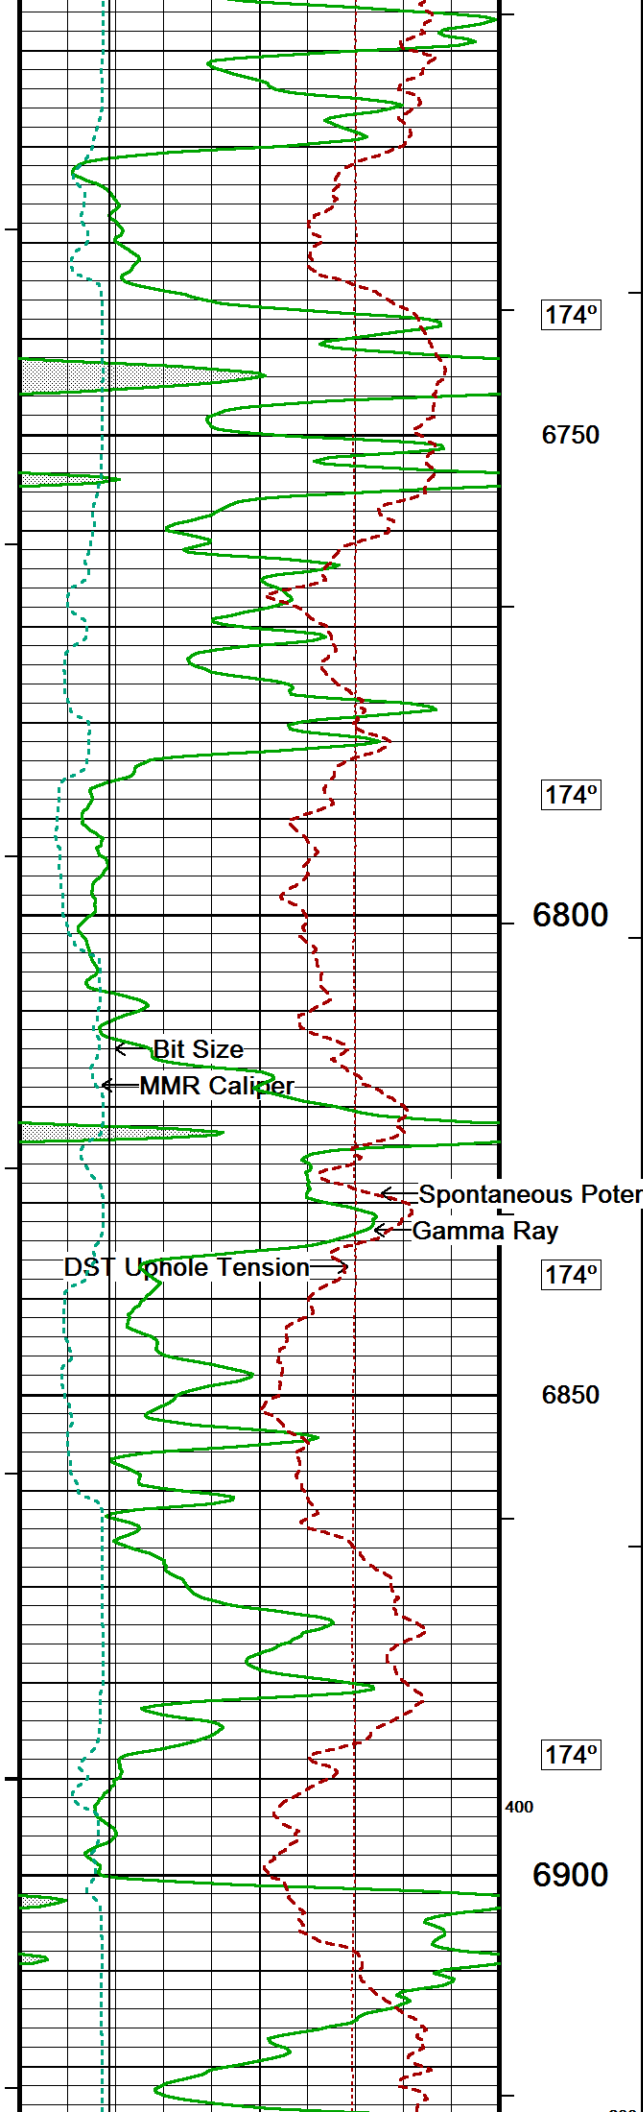 174º
6750
174º
6800
Bit Size
MMR Caliper
Spontaneous Poter
Gamma Ray
DST Uphole Tension
174º
6850
174º
400
6900